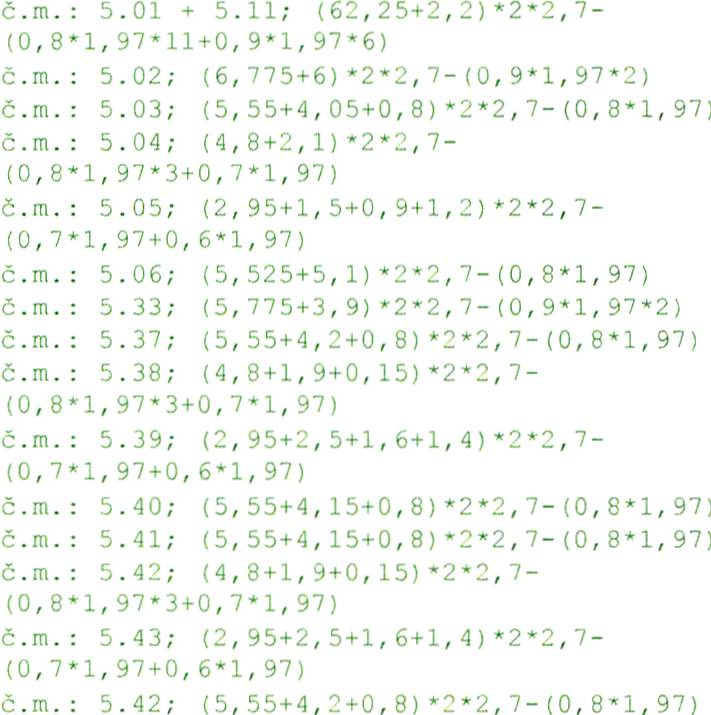 č.m.: 5.01 + 5.11; (62,25+2,2)*2*2,7-
(0,8*1,97*11+0,9*1,97*6)
č.m.: 5.02; (6,775+6)*2*2,7-(0,9*1,97*2)
č.m.: 5.03; (5,55+4,05+0,8)*2*2,7-(0,8*1,97)
č.m.: 5.04; (4,8+2,1)*2*2,7-
(0,8*1,97*3+0,7*1,97)
č.m.: 5.05; (2,95+1,5+0,9+1,2)*2*2,7-
(0,7*1,97+0,6*1,97)
č.m.: 5.06; (5,525+5,1)*2*2,7-(0,8*1,97)
č.m.: 5.33; (5,775+3,9)*2*2,7-(0,9*1,97*2)
č.m.: 5.37; (5,55+4,2+0,8)*2*2,7-(0,8*1,97)
č.m.: 5.38; (4,8+1,9+0,15)*2*2,7-
(0,8*1,97*3+0,7*1,97)
č.m.: 5.39; (2,95+2,5+1,6+1,4)*2*2,7-
(0,7*1,97+0,6*1,97)
č.m.: 5.40; (5,55+4,15+0,8)*2*2,7-(0,8*1,97)
č.m.: 5.41; (5,55+4,15+0,8)*2*2,7-(0,8*1,97)
č.m.: 5.42; (4,8+1,9+0,15)*2*2,7-
(0,8*1,97*3+0,7*1,97)
č.m.: 5.43; (2,95+2,5+1,6+1,4)*2*2,7-
(0,7*1,97+0,6*1,97)
č.m.: 5.42; (5,55+4,2+0,8)*2*2,7-(0,8*1,97)